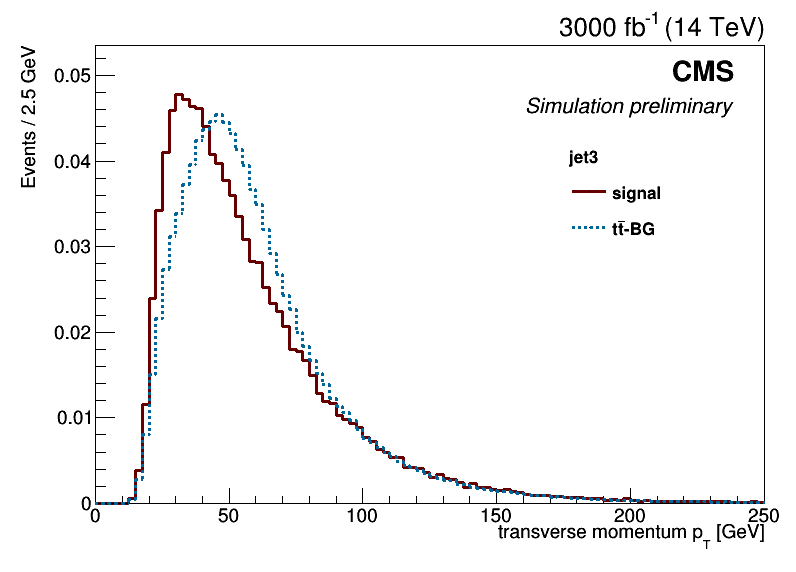 3000 fb⁻¹ (14 TeV)
Events / 2.5 GeV
CMS
Simulation preliminary
jet3
signal
tt̄-BG
0.05
0.04
0.03
0.02
0.01
0
0 50 100 150 200 250
transverse momentum p_T [GeV]